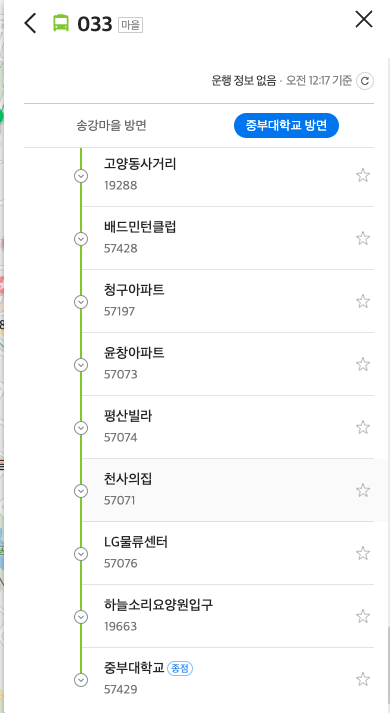 033 마을
운행 정보 없음 · 오전 12:17 기준
송강마을 방면 중부대학교 방면
고양동사거리
19288
배드민턴클럽
57428
청구아파트
57197
윤창아파트
57073
평산빌라
57074
천사의집
57071
LG물류센터
57076
하늘소리요양원입구
19663
중부대학교 종점
57429